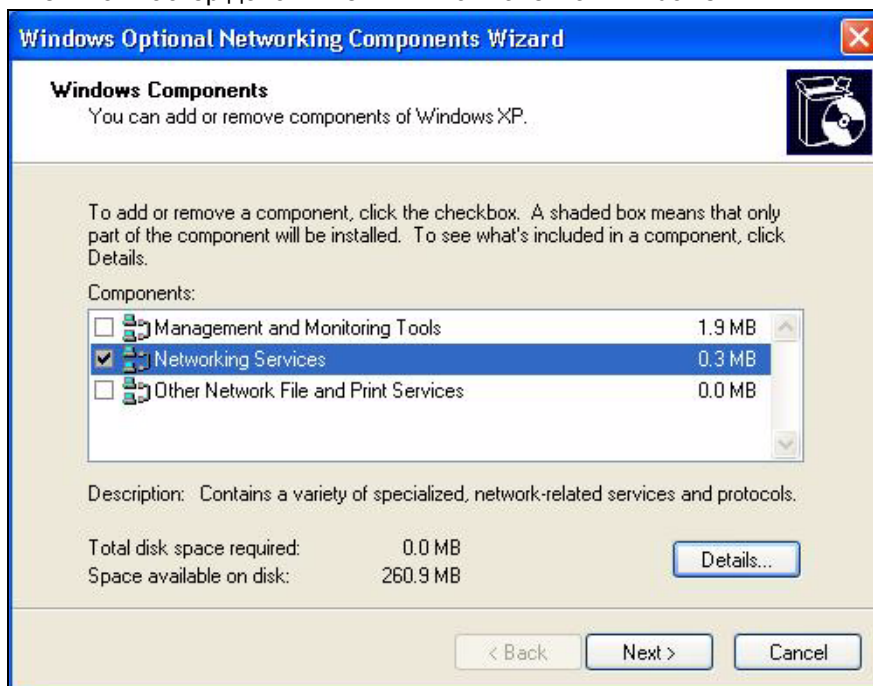 Windows Optional Networking Components Wizard
Windows Components
You can add or remove components of Windows XP.
To add or remove a component, click the checkbox. A shaded box means that only
part of the component will be installed. To see what's included in a component, click
Details.
Components:
Management and Monitoring Tools 1.9 MB
Networking Services 0.3 MB
Other Network File and Print Services 0.0 MB
Description: Contains a variety of specialized, network-related services and protocols.
Total disk space required: 0.0 MB
Space available on disk: 260.9 MB
Details...
< Back Next > Cancel